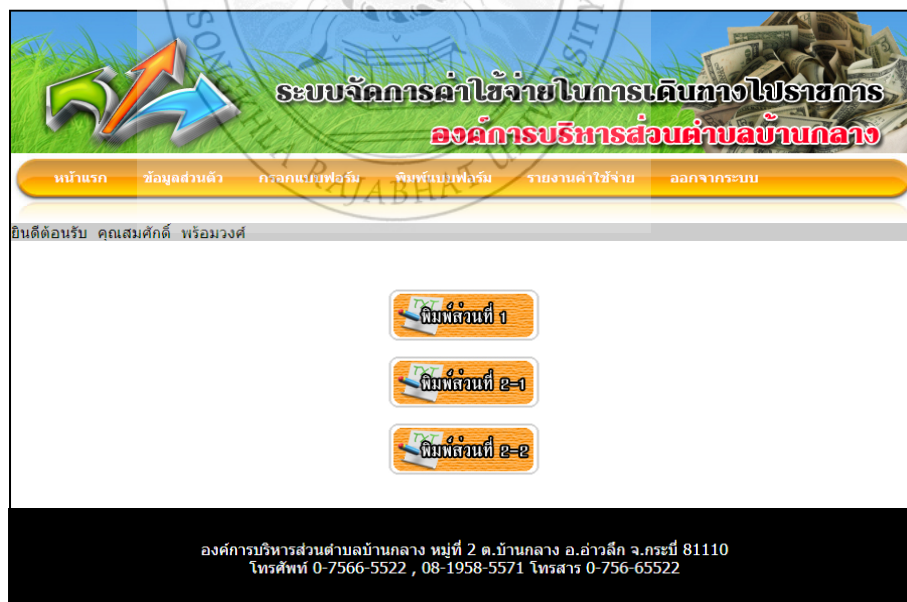 ระบบจัดการค่าใช้จ่ายในการเดินทางไปราชการ
องค์การบริหารส่วนตำบลบ้านกลาง
หน้าแรก ข้อมูลส่วนตัว กรอกแบบฟอร์ม พิมพ์แบบฟอร์ม รายงานค่าใช้จ่าย ออกจากระบบ
RAJABHAT UNIVERSITY
ยินดีต้อนรับ คุณสมศักดิ์ พร้อมวงศ์
TXT พิมพ์ส่วนที่ 1
TXT พิมพ์ส่วนที่ 2-1
TXT พิมพ์ส่วนที่ 2-2
องค์การบริหารส่วนตำบลบ้านกลาง หมู่ที่ 2 ต.บ้านกลาง อ.อ่าวลึก จ.กระบี่ 81110
โทรศัพท์ 0-7566-5522 , 08-1958-5571 โทรสาร 0-756-65522